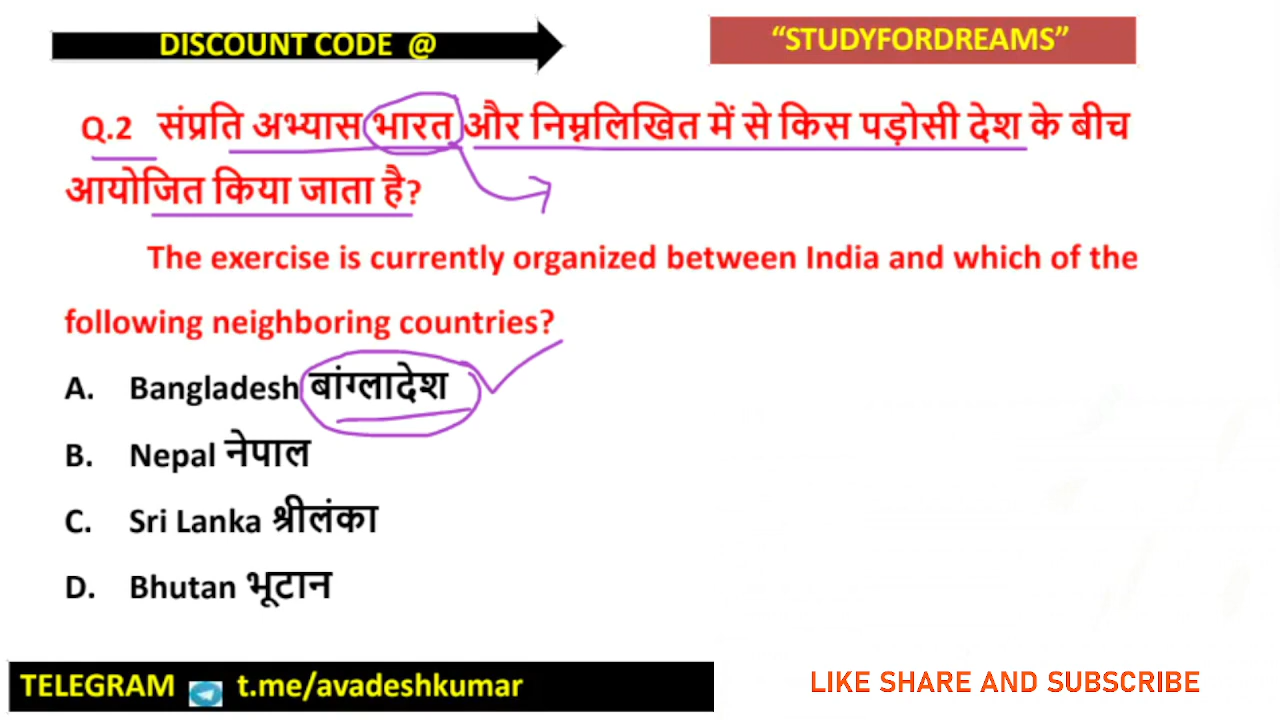 DISCOUNT CODE @
“STUDYFORDREAMS”
Q.2 संप्रति अभ्यास भारत और निम्नलिखित में से किस पड़ोसी देश के बीच
आयोजित किया जाता है?
The exercise is currently organized between India and which of the
following neighboring countries?
A. Bangladesh बांग्लादेश
B. Nepal नेपाल
C. Sri Lanka श्रीलंका
D. Bhutan भूटान
TELEGRAM t.me/avadeshkumar
LIKE SHARE AND SUBSCRIBE